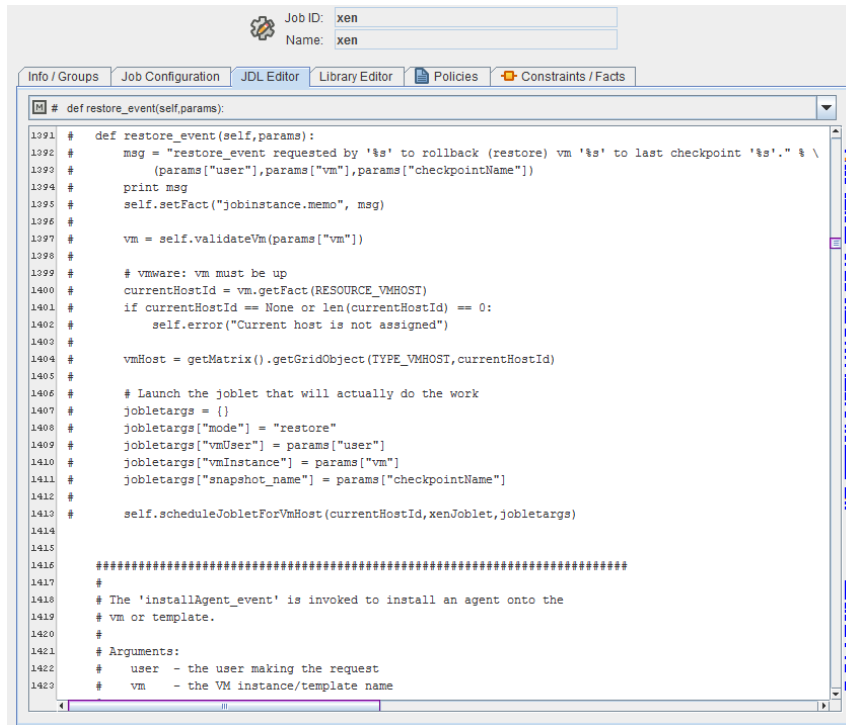 Job ID: xen
Name: xen
Info / Groups Job Configuration JDL Editor Library Editor Policies Constraints / Facts
M # def restore_event(self,params):
1391 #   def restore_event(self,params):
1392 #       msg = "restore_event requested by '%s' to rollback (restore) vm '%s' to last checkpoint '%s'." % \
1393 #           (params["user"],params["vm"],params["checkpointName"])
1394 #       print msg
1395 #       self.setFact("jobinstance.memo", msg)
1396 #
1397 #       vm = self.validateVm(params["vm"])
1398 #
1399 #       # vmware: vm must be up
1400 #       currentHostId = vm.getFact(RESOURCE_VMHOST)
1401 #       if currentHostId == None or len(currentHostId) == 0:
1402 #           self.error("Current host is not assigned")
1403 #
1404 #       vmHost = getMatrix().getGridObject(TYPE_VMHOST,currentHostId)
1405 #
1406 #       # Launch the joblet that will actually do the work
1407 #       jobletargs = {}
1408 #       jobletargs["mode"] = "restore"
1409 #       jobletargs["vmUser"] = params["user"]
1410 #       jobletargs["vmInstance"] = params["vm"]
1411 #       jobletargs["snapshot_name"] = params["checkpointName"]
1412 #
1413 #       self.scheduleJobletForVmHost(currentHostId,xenJoblet,jobletargs)
1414
1415
1416     ###########################################################################
1417     #
1418     # The 'installAgent_event' is invoked to install an agent onto the
1419     # vm or template.
1420     #
1421     # Arguments:
1422     #    user  - the user making the request
1423     #    vm    - the VM instance/template name